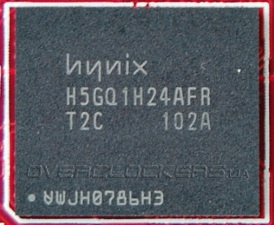 hynix
H5GQ1H24AFR
T2C 102A
OVERCLOCKERS.UA
AWJH0786H3